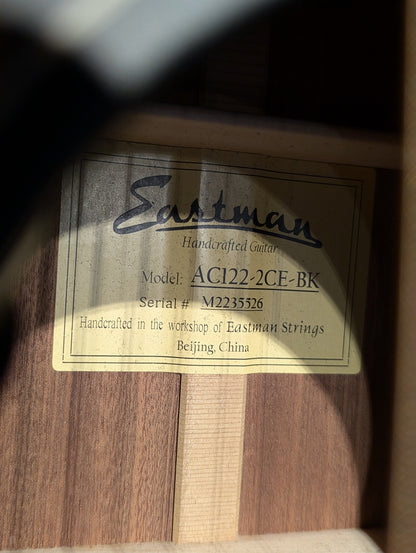 Eastman
Handcrafted Guitar
Model: AC122-2CE-BK
Serial # M2235526
Handcrafted in the workshop of Eastman Strings
Beijing, China